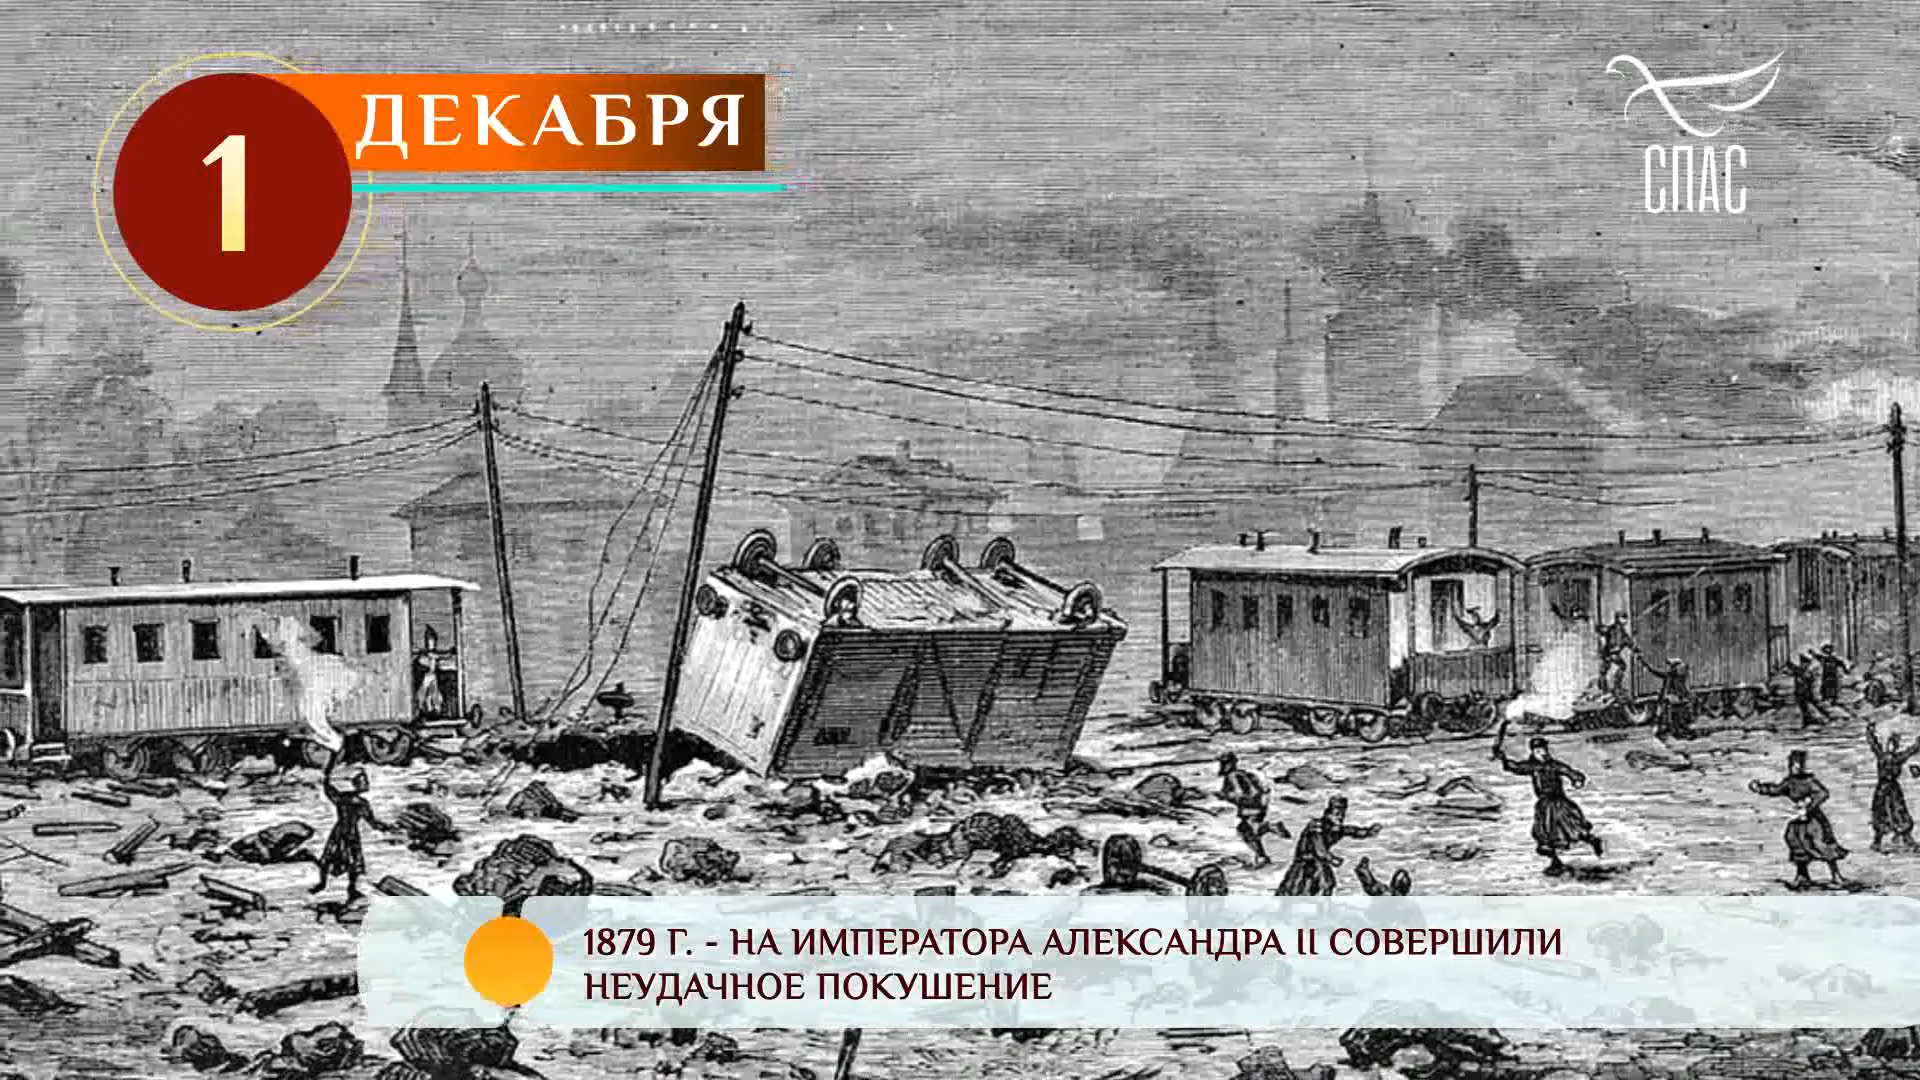 1
ДЕКАБРЯ
СПАС
1879 Г. - НА ИМПЕРАТОРА АЛЕКСАНДРА II СОВЕРШИЛИ
НЕУДАЧНОЕ ПОКУШЕНИЕ